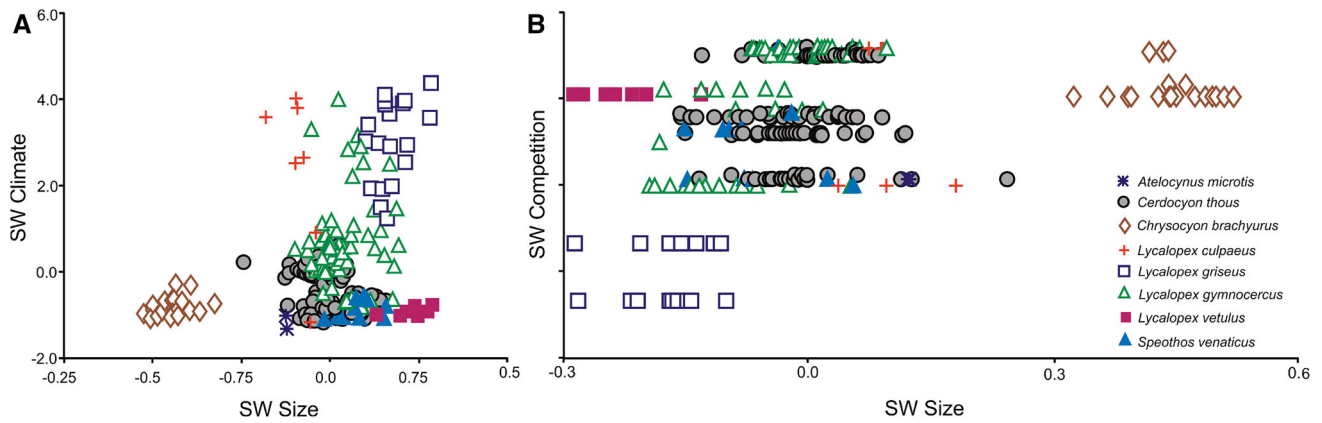 A
6.0
4.0
2.0
0.0
-2.0
SW Climate
-0.25
-0.5
-0.75
0.0
0.75
0.5
SW Size
B
SW Competition
-0.3
0.0
0.3
0.6
SW Size
Atelocynus microtis
Cerdocyon thous
Chrysocyon brachyurus
Lycalopex culpaeus
Lycalopex griseus
Lycalopex gymnocercus
Lycalopex vetulus
Speothos venaticus